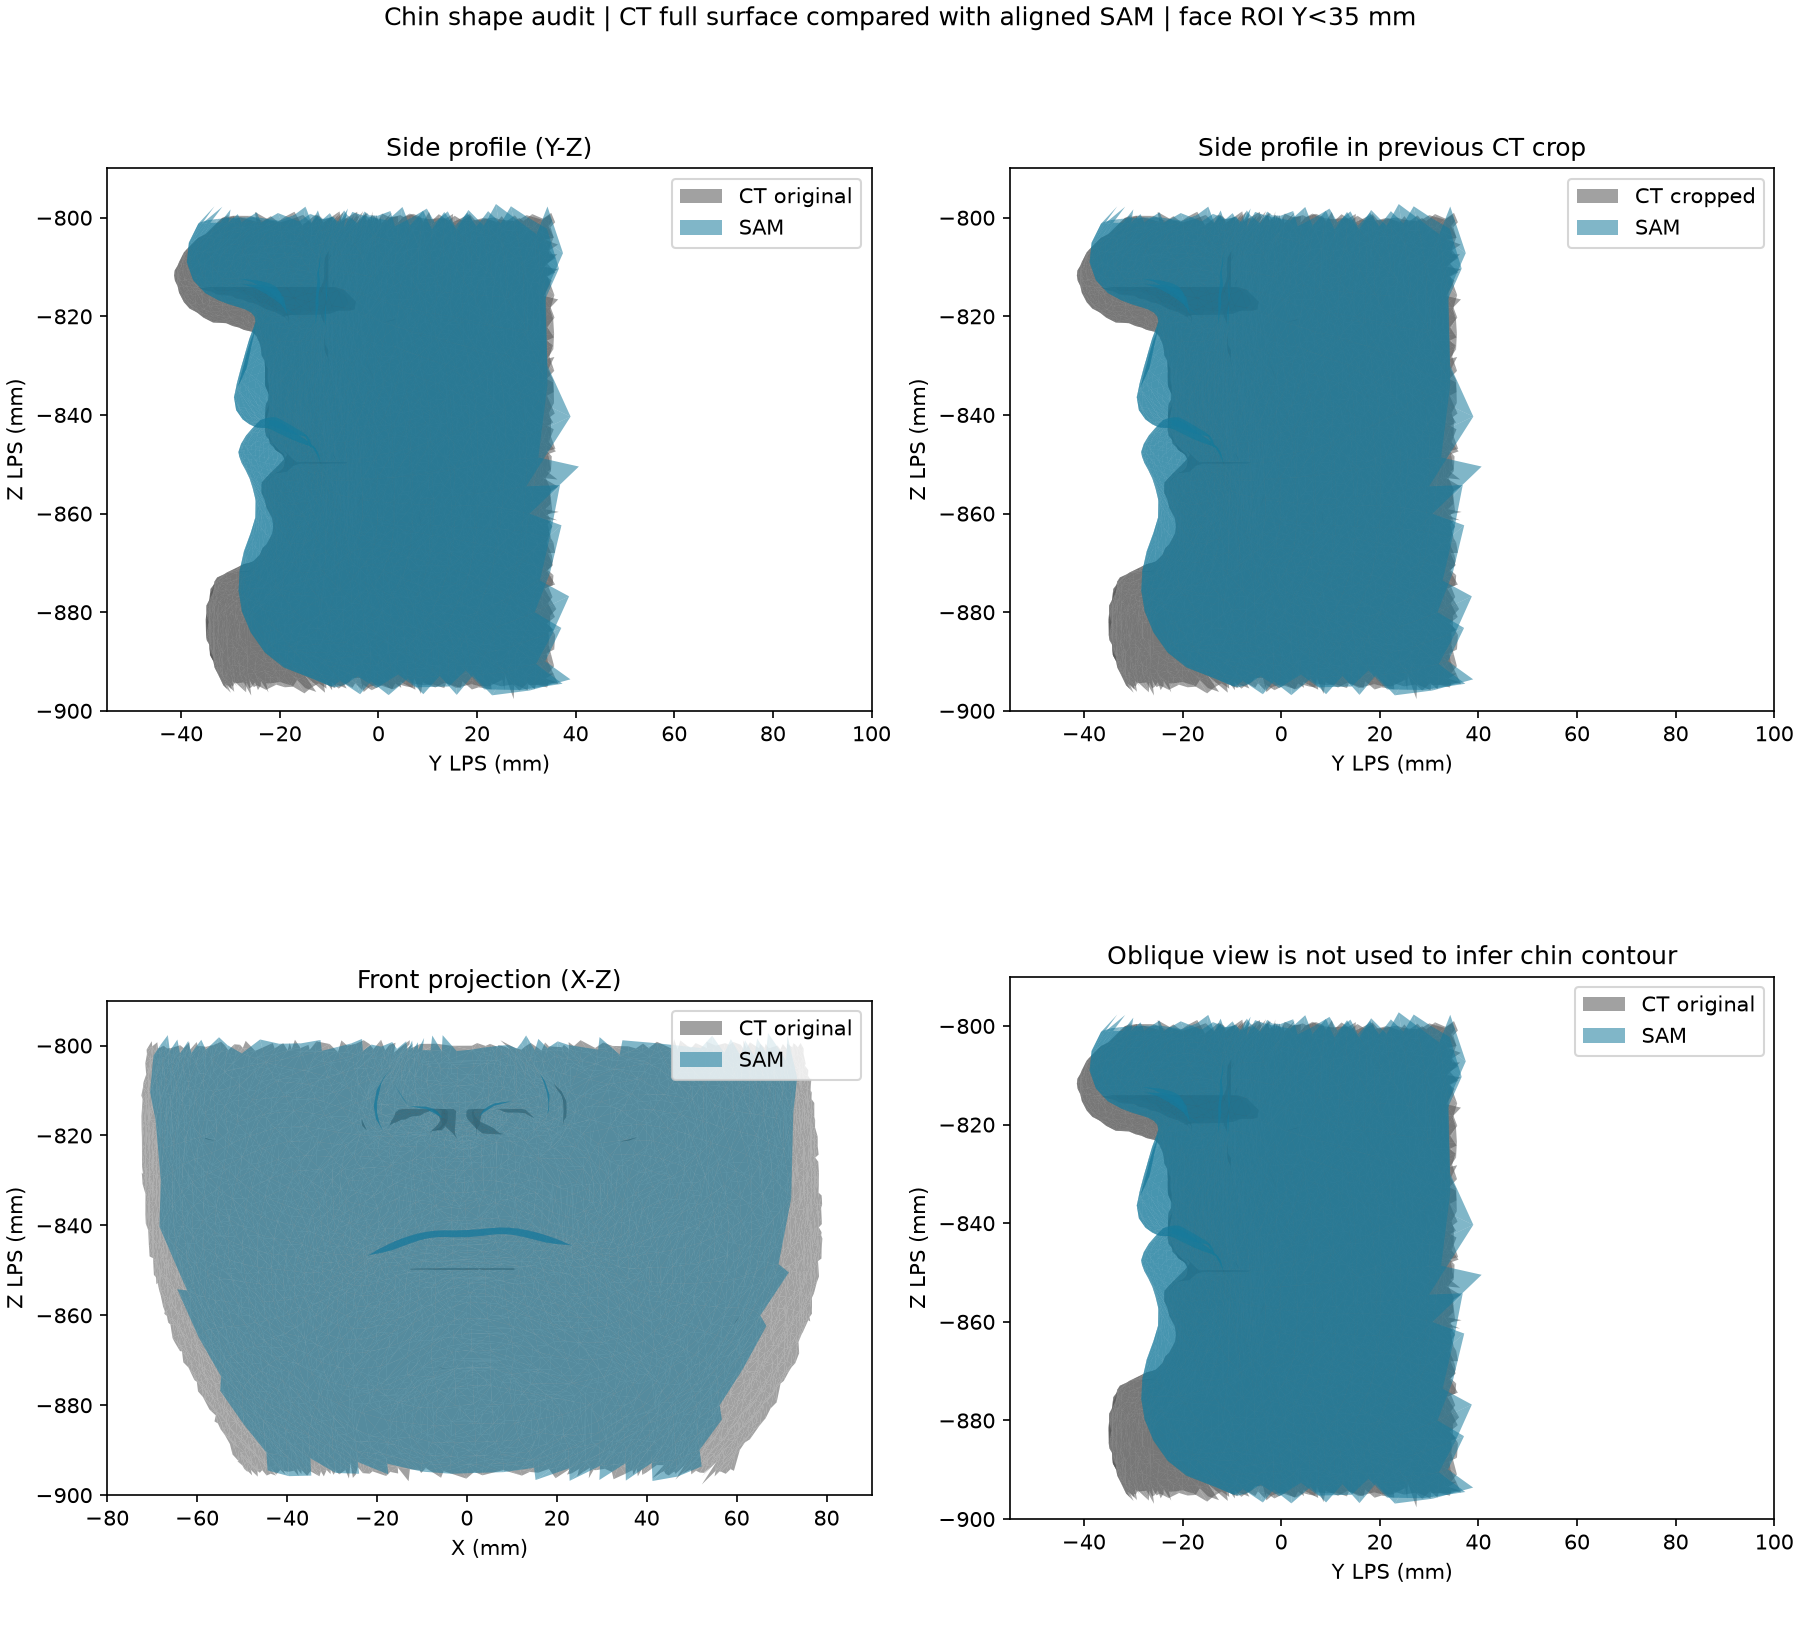 Chin shape audit | CT full surface compared with aligned SAM | face ROI Y<35 mm
Side profile (Y-Z)
CT original
SAM
−800
−820
−840
−860
−880
−900
Z LPS (mm)
−40 −20 0 20 40 60 80 100
Y LPS (mm)
Side profile in previous CT crop
CT cropped
SAM
−800
−820
−840
−860
−880
−900
Z LPS (mm)
−40 −20 0 20 40 60 80 100
Y LPS (mm)
Front projection (X-Z)
CT original
SAM
−800
−820
−840
−860
−880
−900
Z LPS (mm)
−80 −60 −40 −20 0 20 40 60 80
X (mm)
Oblique view is not used to infer chin contour
CT original
SAM
−800
−820
−840
−860
−880
−900
Z LPS (mm)
−40 −20 0 20 40 60 80 100
Y LPS (mm)